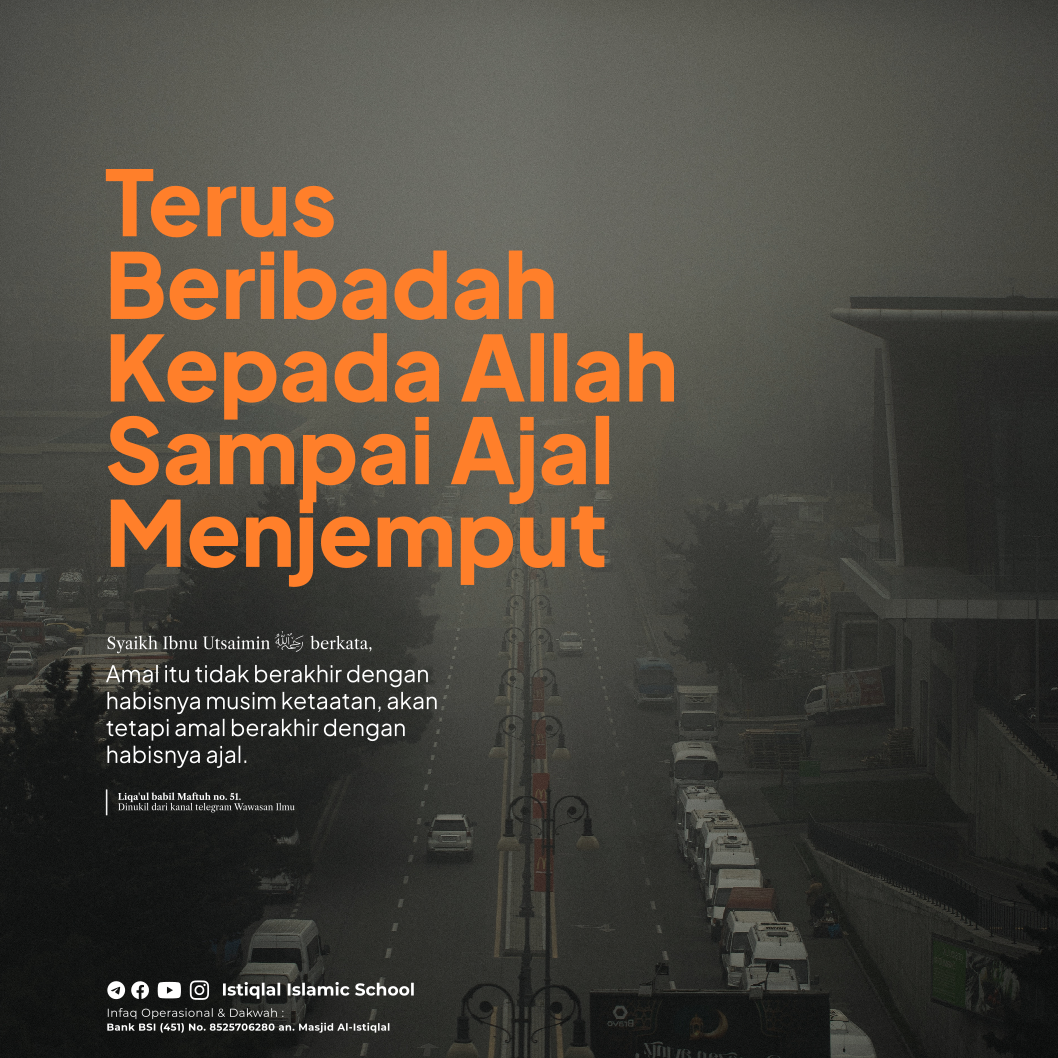 Terus
Beribadah
Kepada Allah
Sampai Ajal
Menjemput
Syaikh Ibnu Utsaimin رحمه الله berkata,
Amal itu tidak berakhir dengan
habisnya musim ketaatan, akan
tetapi amal berakhir dengan
habisnya ajal.
Liqa'ul babil Maftuh no. 51.
Dinukil dari kanal telegram Wawasan Ilmu
Istiqlal Islamic School
Infaq Operasional & Dakwah :
Bank BSI (451) No. 8525706280 an. Masjid Al-Istiqlal